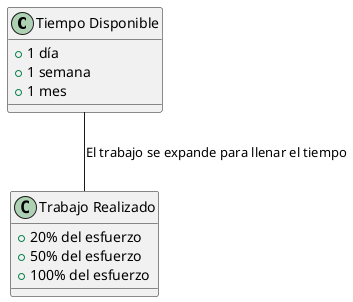 C Tiempo Disponible
1 día
1 semana
1 mes
El trabajo se expande para llenar el tiempo
C Trabajo Realizado
20% del esfuerzo
50% del esfuerzo
100% del esfuerzo